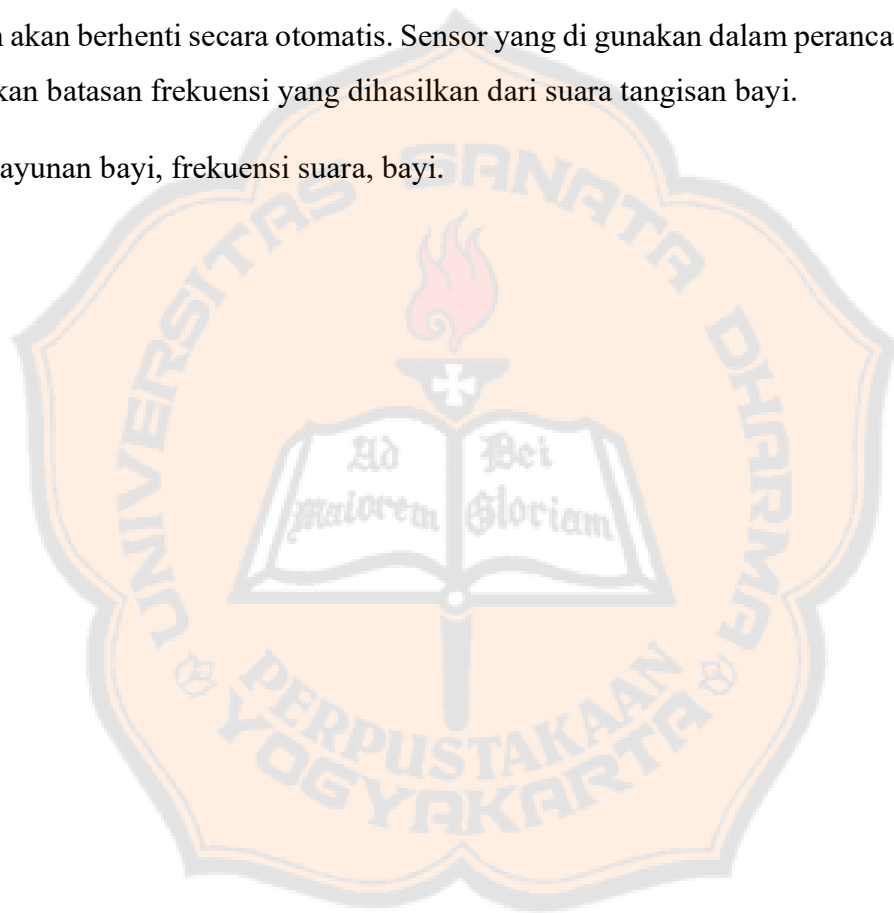 akan berhenti secara otomatis. Sensor yang di gunakan dalam
kan batasan frekuensi yang dihasilkan dari suara tangisan bayi.
ayunan bayi, frekuensi suara, bayi.
UNIVERSITAS SANATA DHARMA
Ad Maiorem
Dei Gloriam
PERPUSTAKAAN
YOGYAKARTA